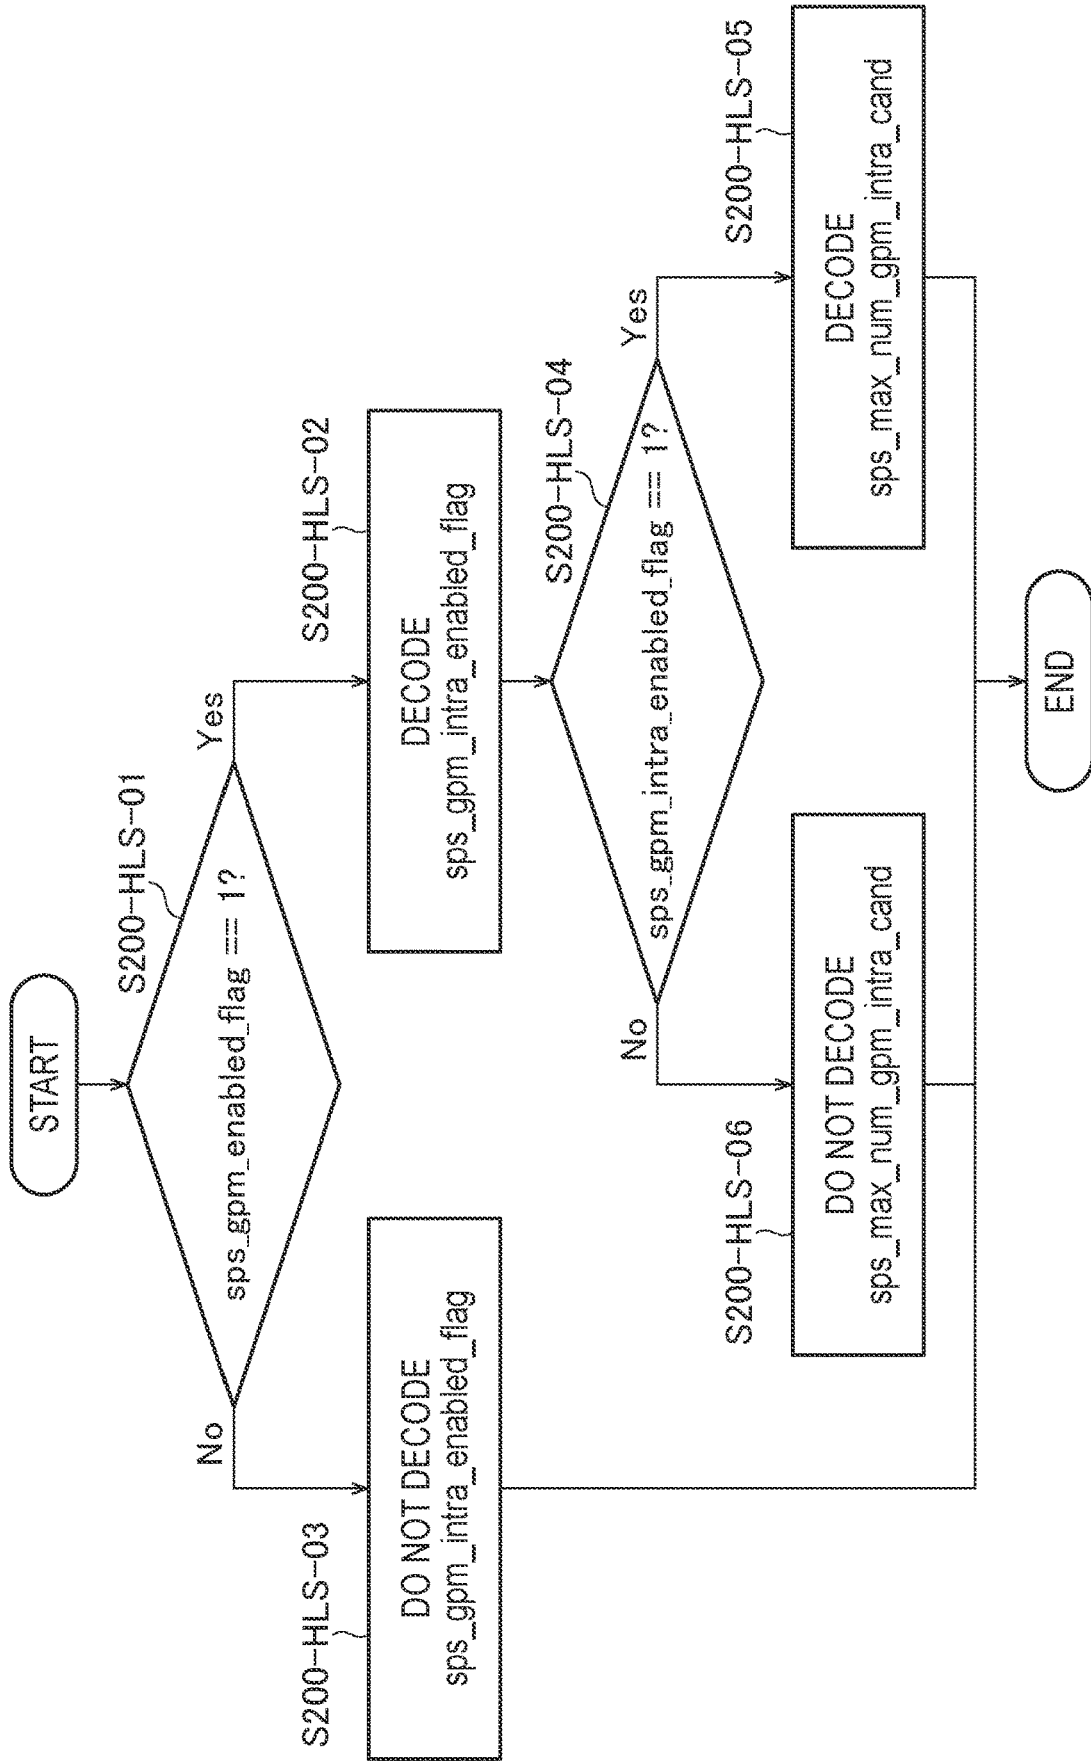 START
S200-HLS-01
sps_gpm_enabled_flag == 1?
No
Yes
S200-HLS-03
DO NOT DECODE
sps_gpm_intra_enabled_flag
S200-HLS-02
DECODE
sps_gpm_intra_enabled_flag
S200-HLS-04
sps_gpm_intra_enabled_flag == 1?
No
Yes
S200-HLS-06
DO NOT DECODE
sps_max_num_gpm_intra_cand
S200-HLS-05
DECODE
sps_max_num_gpm_intra_cand
END